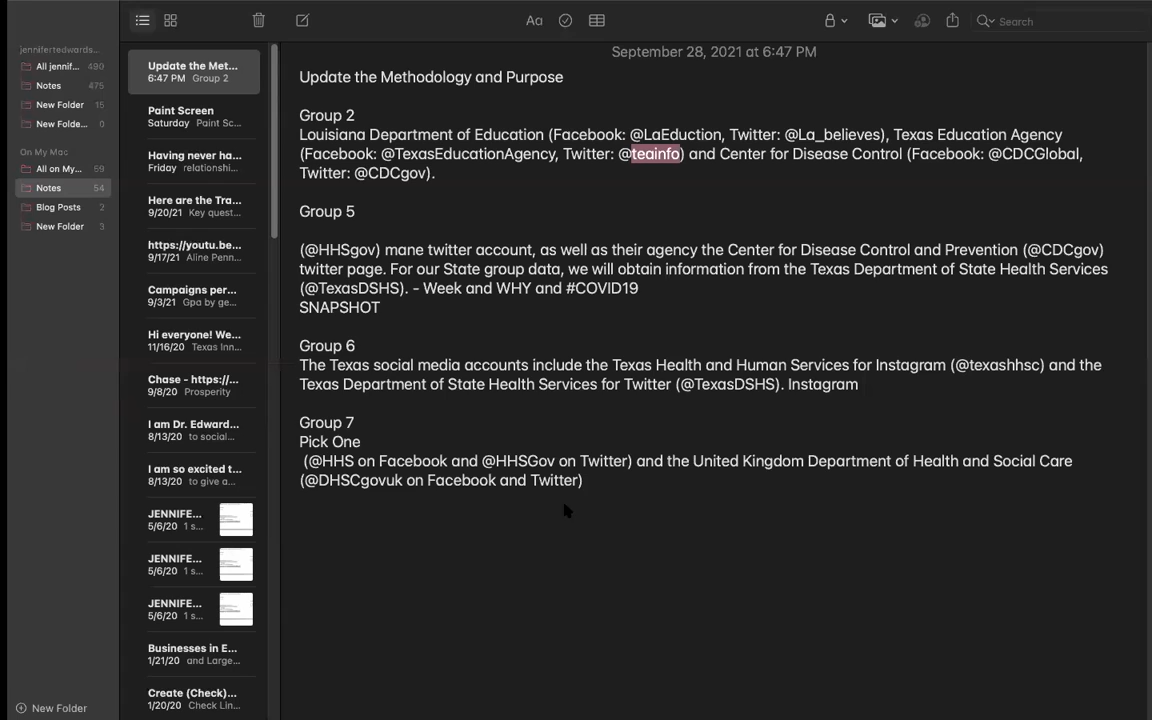 Search
September 28, 2021 at 6:47 PM
jennifertedwards...
All jennif... 490
Notes 475
New Folder 15
New Folde... 0
On My Mac
All on My... 59
Notes 54
Blog Posts 2
New Folder 3
New Folder
Update the Met...
6:47 PM Group 2
Paint Screen
Saturday Paint Sc...
Having never ha...
Friday relationshi...
Here are the Tra...
9/20/21 Key quest...
https://youtu.be...
9/17/21 Aline Penn...
Campaigns per...
9/3/21 Gpa by ge...
Hi everyone! We...
11/16/20 Texas Inn...
Chase - https://...
9/8/20 Prosperity
I am Dr. Edward...
8/13/20 to social...
I am so excited t...
8/13/20 to give a...
JENNIFE...
5/6/20 1 s...
JENNIFE...
5/6/20 1 s...
JENNIFE...
5/6/20 1 s...
Businesses in E...
1/21/20 and Large...
Create (Check)...
1/20/20 Check Lin...
Update the Methodology and Purpose
Group 2
Louisiana Department of Education (Facebook: @LaEduction, Twitter: @La_believes), Texas Education Agency
(Facebook: @TexasEducationAgency, Twitter: @teainfo) and Center for Disease Control (Facebook: @CDCGlobal,
Twitter: @CDCgov).
Group 5
(@HHSgov) mane twitter account, as well as their agency the Center for Disease Control and Prevention (@CDCgov)
twitter page. For our State group data, we will obtain information from the Texas Department of State Health Services
(@TexasDSHS). - Week and WHY and #COVID19
SNAPSHOT
Group 6
The Texas social media accounts include the Texas Health and Human Services for Instagram (@texashhsc) and the
Texas Department of State Health Services for Twitter (@TexasDSHS). Instagram
Group 7
Pick One
(@HHS on Facebook and @HHSGov on Twitter) and the United Kingdom Department of Health and Social Care
(@DHSCgovuk on Facebook and Twitter)